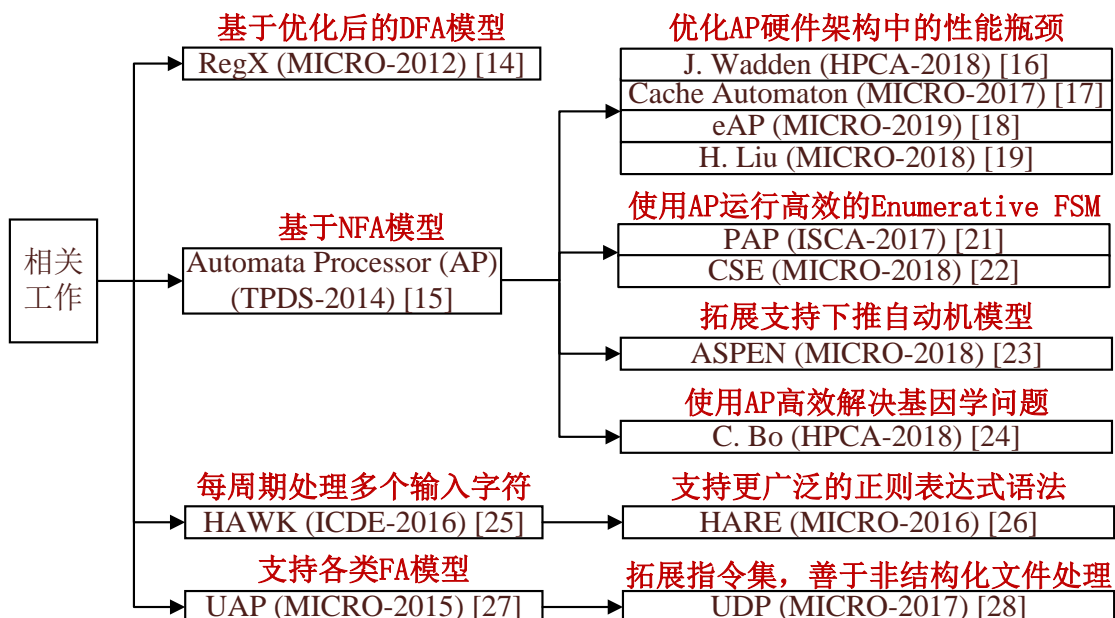 基于优化后的DFA模型
RegX (MICRO-2012) [14]
优化AP硬件架构中的性能瓶颈
J. Wadden (HPCA-2018) [16]
Cache Automaton (MICRO-2017) [17]
eAP (MICRO-2019) [18]
H. Liu (MICRO-2018) [19]
相关
工作
基于NFA模型
Automata Processor (AP)
(TPDS-2014) [15]
使用AP运行高效的Enumerative FSM
PAP (ISCA-2017) [21]
CSE (MICRO-2018) [22]
拓展支持下推自动机模型
ASPEN (MICRO-2018) [23]
使用AP高效解决基因学问题
C. Bo (HPCA-2018) [24]
每周期处理多个输入字符
HAWK (ICDE-2016) [25]
支持更广泛的正则表达式语法
HARE (MICRO-2016) [26]
支持各类FA模型
UAP (MICRO-2015) [27]
拓展指令集，善于非结构化文件处理
UDP (MICRO-2017) [28]